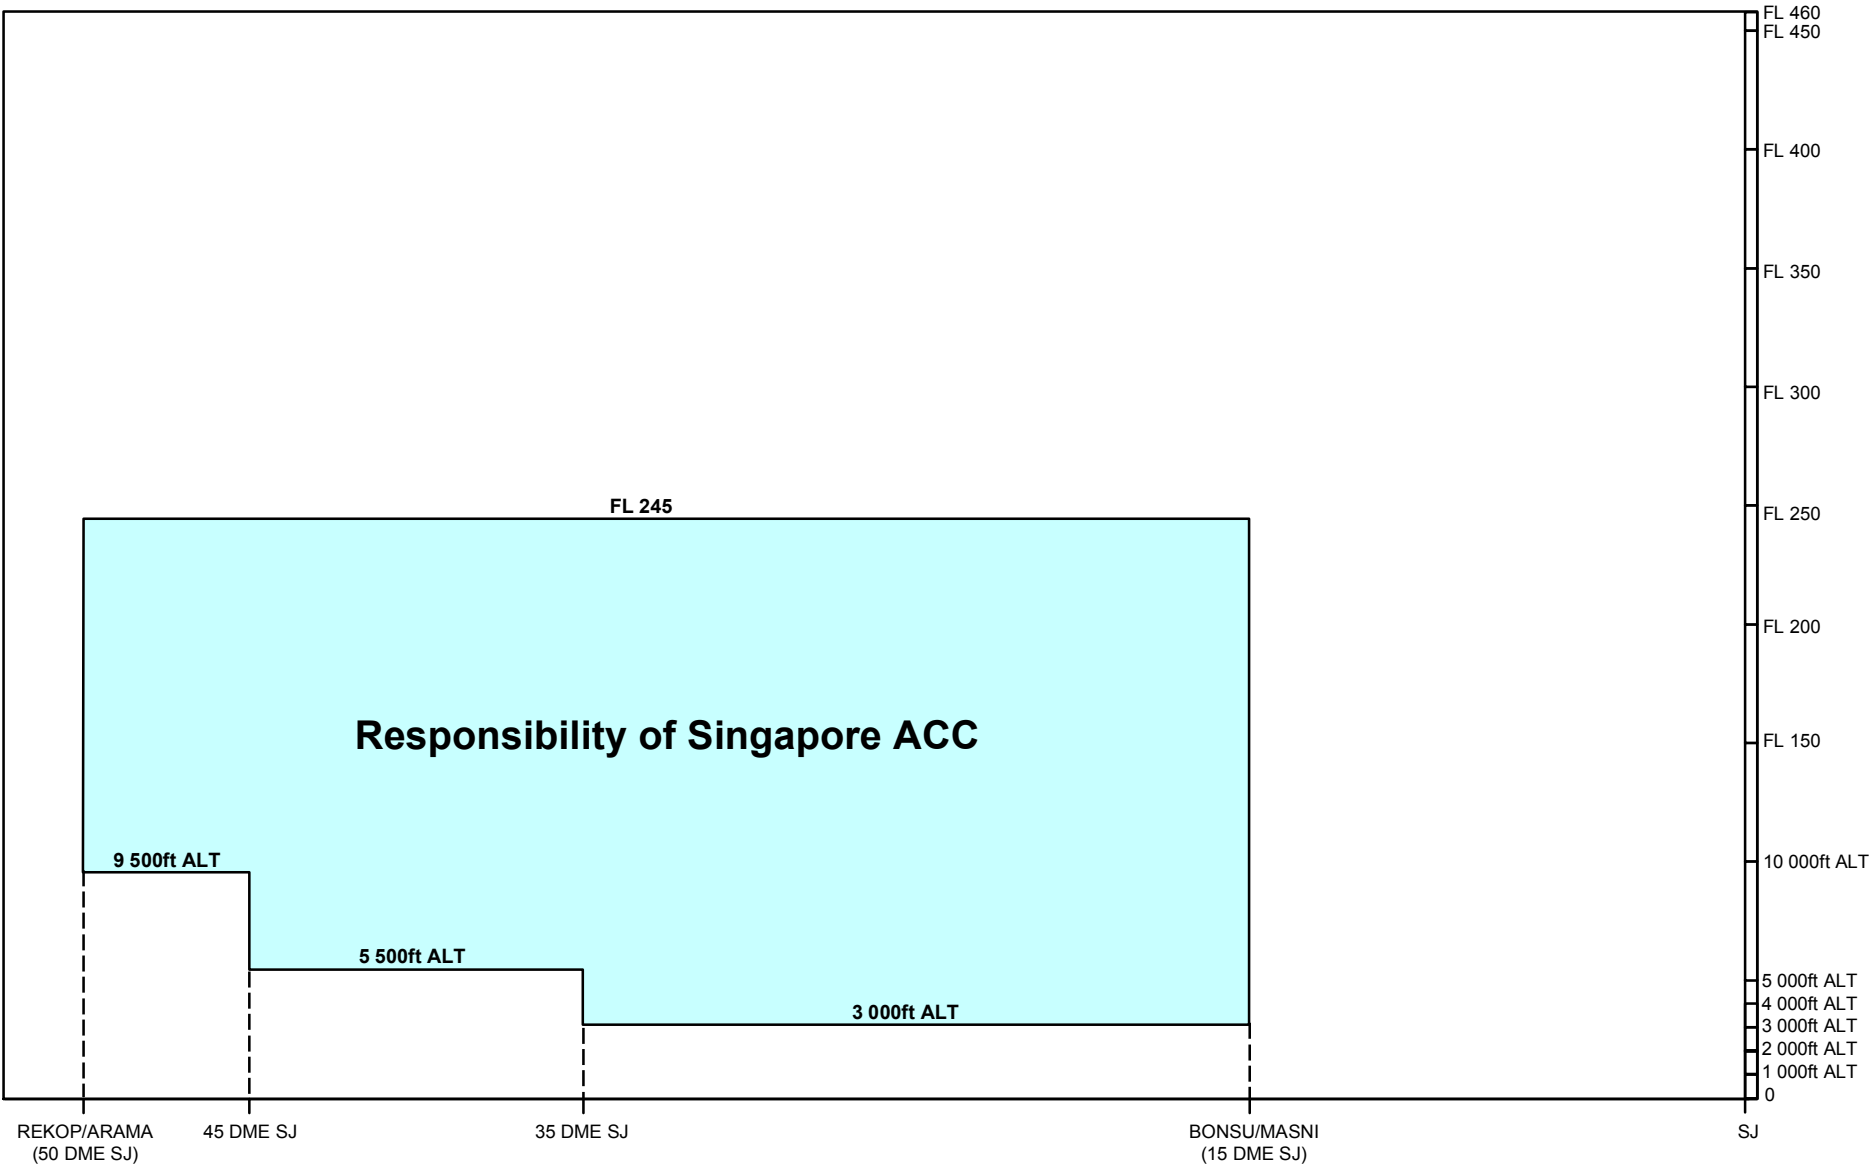 FL 460
FL 450
FL 400
FL 350
FL 300
FL 245
FL 250
FL 200
Responsibility of Singapore ACC
FL 150
9 500ft ALT
10 000ft ALT
5 500ft ALT
5 000ft ALT
4 000ft ALT
3 000ft ALT
3 000ft ALT
2 000ft ALT
1 000ft ALT
0
REKOP/ARAMA
(50 DME SJ)
45 DME SJ
35 DME SJ
BONSU/MASNI
(15 DME SJ)
SJ